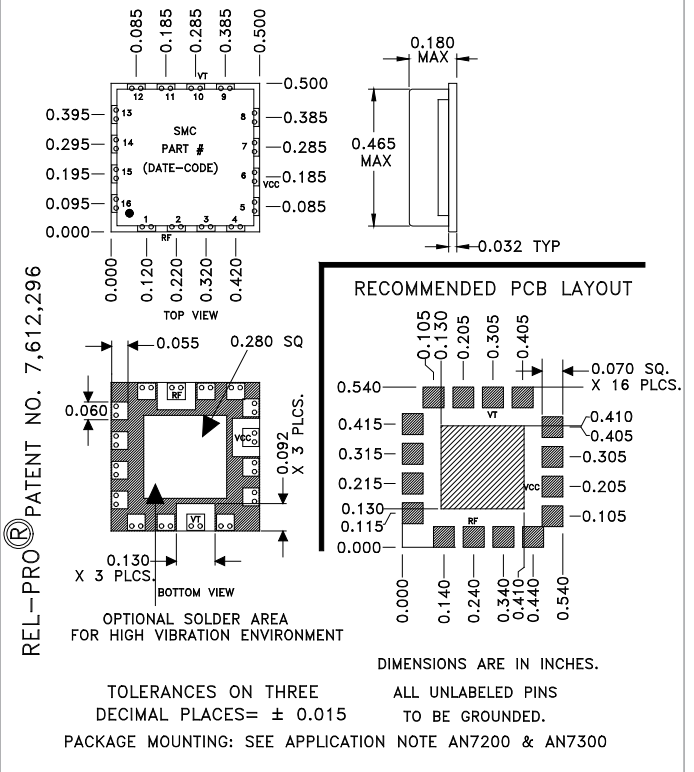 0.085
0.185
0.285
0.385
0.500
VT
12
11
10
9
0.500
0.395
0.295
0.195
0.095
0.000
13
14
15
16
SMC
PART #
(DATE-CODE)
8
7
6
5
0.385
0.285
0.185
VCC
0.085
1
2
3
4
RF
0.000
0.120
0.220
0.320
0.420
TOP VIEW
0.180
MAX
0.465
MAX
0.032 TYP
REL-PRO® PATENT NO. 7,612,296
0.055
0.280 SQ
0.060
RF
VCC
VT
0.092
X 3 PLCS.
0.130
X 3 PLCS.
BOTTOM VIEW
OPTIONAL SOLDER AREA
FOR HIGH VIBRATION ENVIRONMENT
RECOMMENDED PCB LAYOUT
0.105
0.130
0.205
0.305
0.405
0.070 SQ.
X 16 PLCS.
0.540
0.415
0.315
0.215
0.130
0.115
0.000
VT
VCC
RF
0.410
0.405
0.305
0.205
0.105
0.000
0.140
0.240
0.340
0.410
0.440
0.540
DIMENSIONS ARE IN INCHES.
TOLERANCES ON THREE
DECIMAL PLACES= ± 0.015
ALL UNLABELED PINS
TO BE GROUNDED.
PACKAGE MOUNTING: SEE APPLICATION NOTE AN7200 & AN7300